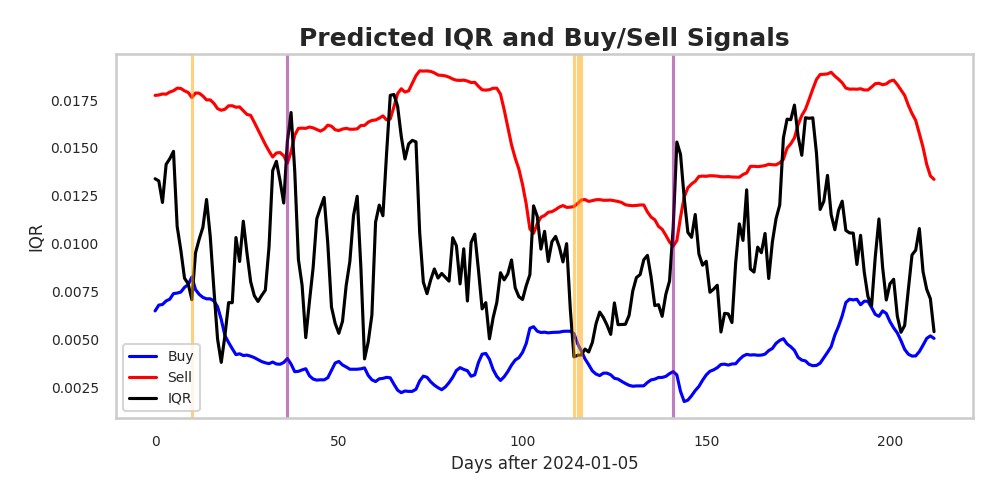 Predicted IQR and Buy/Sell Signals
IQR
0.0175
0.0150
0.0125
0.0100
0.0075
0.0050
0.0025
Buy
Sell
IQR
0 50 100 150 200
Days after 2024-01-05